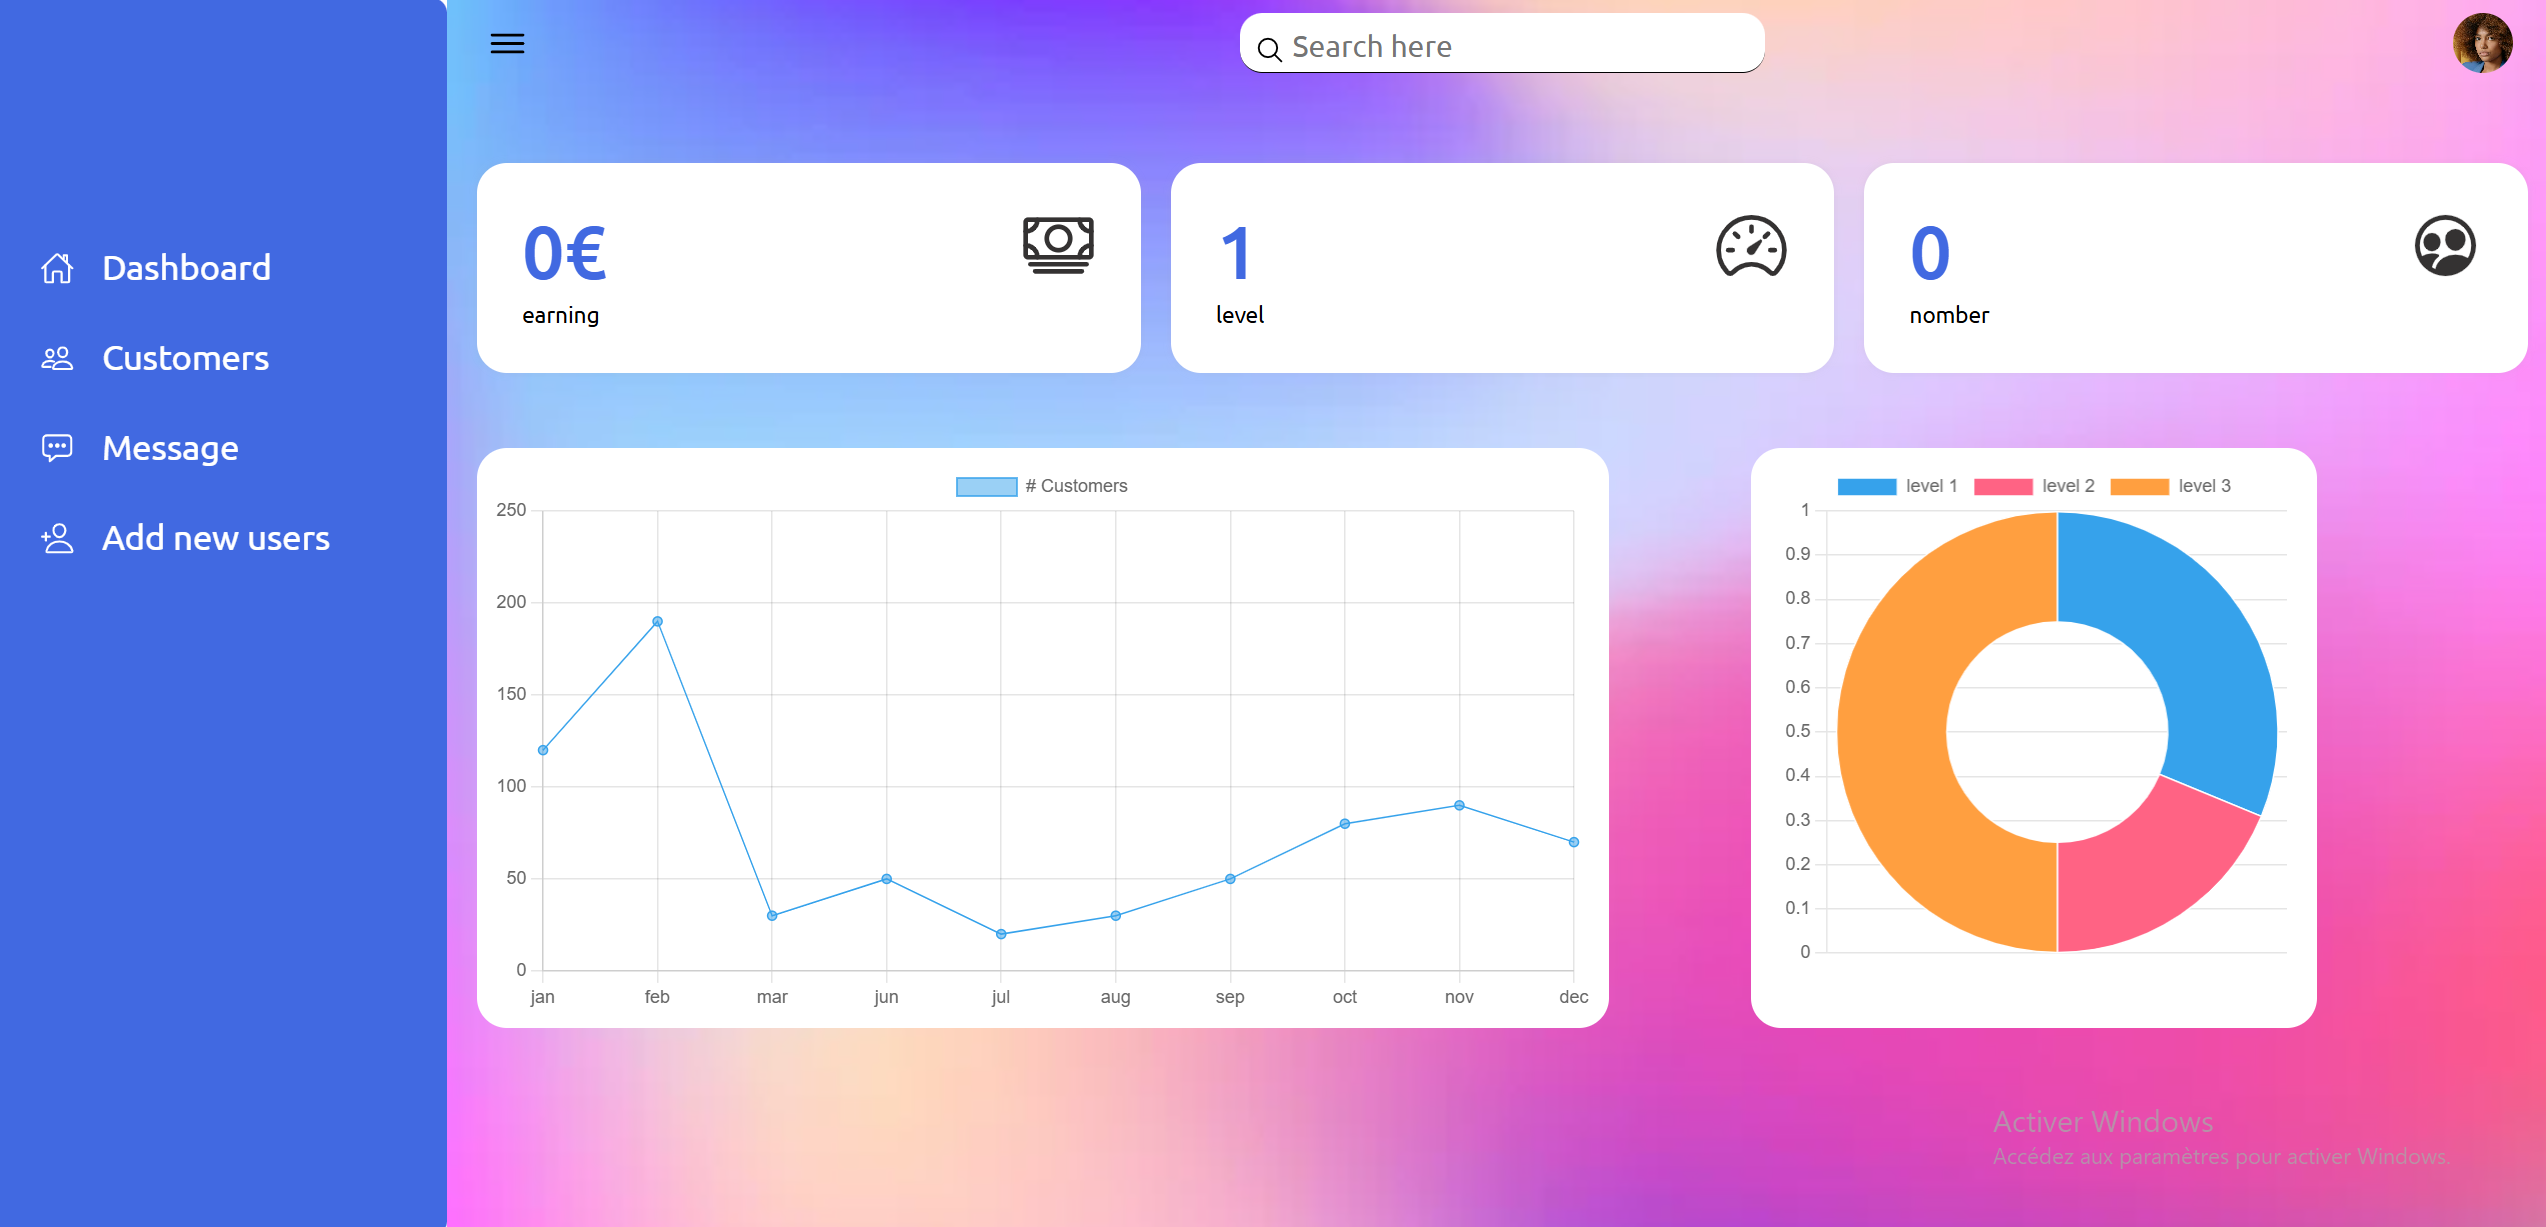 Search here
Dashboard
Customers
Message
Add new users
0€
earning
1
level
0
nomber
# Customers
250
200
150
100
50
0
jan feb mar jun jul aug sep oct nov dec
level 1 level 2 level 3
1
0.9
0.8
0.7
0.6
0.5
0.4
0.3
0.2
0.1
0
Activer Windows
Accédez aux paramètres pour activer Windows.